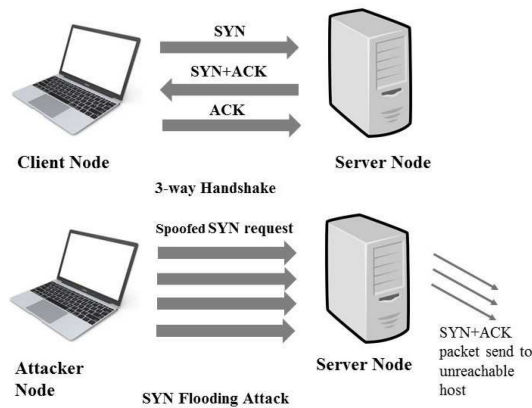 SYN
SYN+ACK
ACK
Client Node
Server Node
3-way Handshake
Spoofed SYN request
Attacker
Node
Server Node
SYN+ACK
packet send to
unreachable
host
SYN Flooding Attack